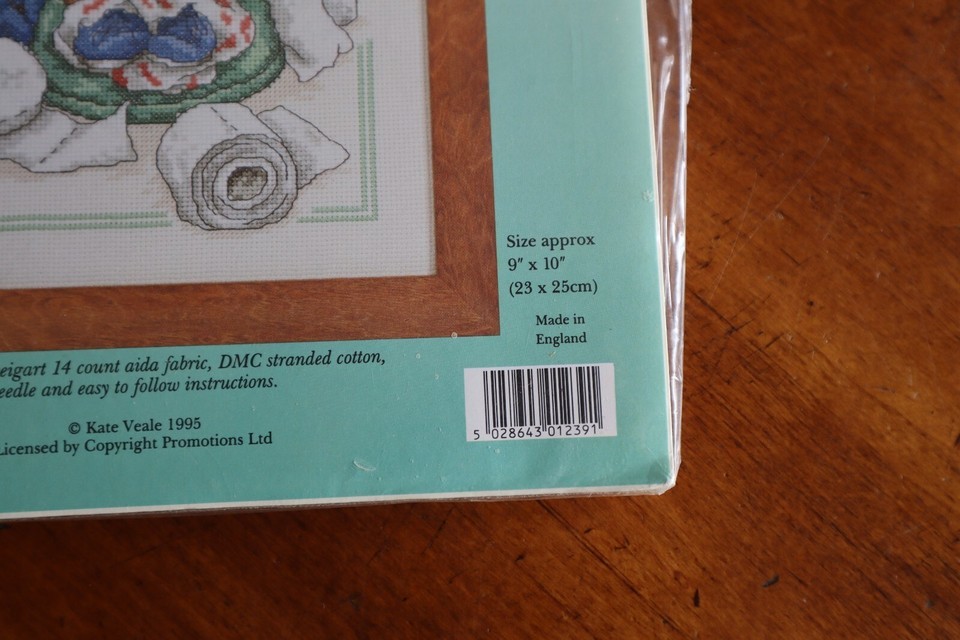 Size approx
9" x 10"
(23 x 25cm)
Made in
England
eigart 14 count aida fabric, DMC stranded cotton,
eedle and easy to follow instructions.
© Kate Veale 1995
icensed by Copyright Promotions Ltd
5 028643 012391